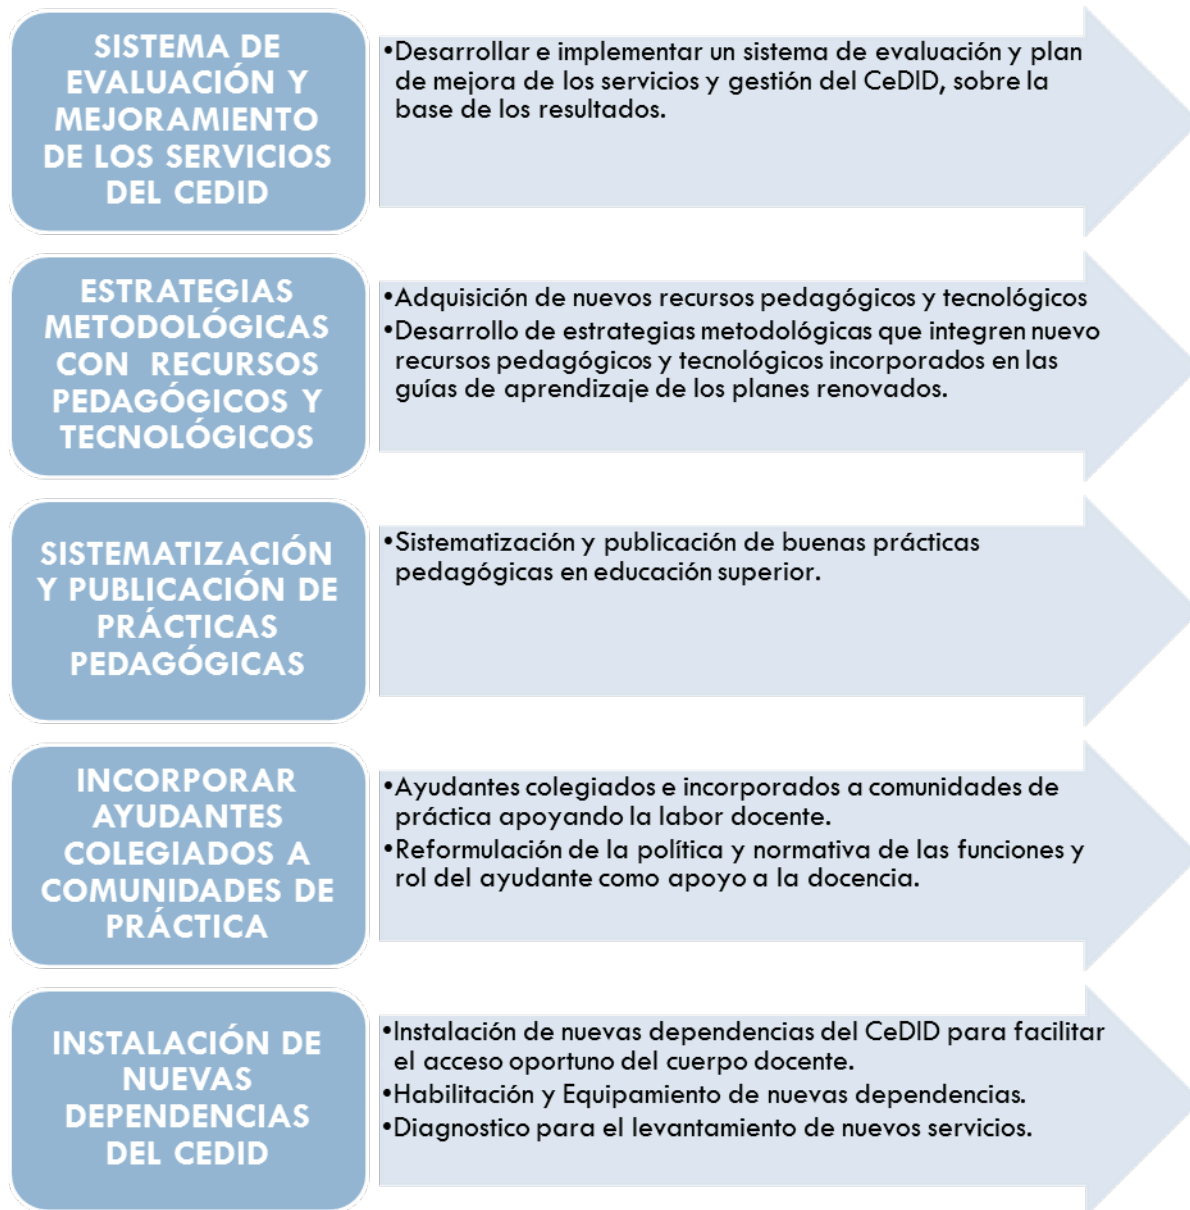 SISTEMA DE
EVALUACIÓN Y
MEJORAMIENTO
DE LOS SERVICIOS
DEL CEDID
•Desarrollar e implementar un sistema de evaluación y plan
de mejora de los servicios y gestión del CeDID, sobre la
base de los resultados.
ESTRATEGIAS
METODOLÓGICAS
CON RECURSOS
PEDAGÓGICOS Y
TECNOLÓGICOS
•Adquisición de nuevos recursos pedagógicos y tecnológicos
•Desarrollo de estrategias metodológicas que integren nuevo
recursos pedagógicos y tecnológicos incorporados en las
guías de aprendizaje de los planes renovados.
SISTEMATIZACIÓN
Y PUBLICACIÓN DE
PRÁCTICAS
PEDAGÓGICAS
•Sistematización y publicación de buenas prácticas
pedagógicas en educación superior.
INCORPORAR
AYUDANTES
COLEGIADOS A
COMUNIDADES DE
PRÁCTICA
•Ayudantes colegiados e incorporados a comunidades de
práctica apoyando la labor docente.
•Reformulación de la política y normativa de las funciones y
rol del ayudante como apoyo a la docencia.
INSTALACIÓN DE
NUEVAS
DEPENDENCIAS
DEL CEDID
•Instalación de nuevas dependencias del CeDID para facilitar
el acceso oportuno del cuerpo docente.
•Habilitación y Equipamiento de nuevas dependencias.
•Diagnostico para el levantamiento de nuevos servicios.